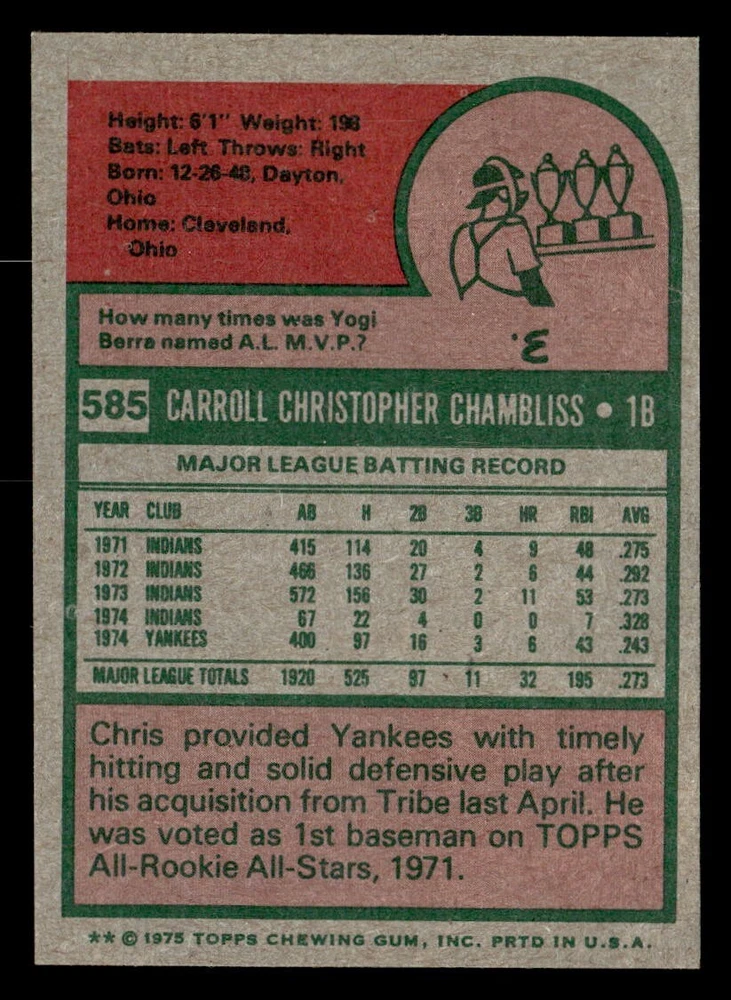 Height: 6'1" Weight: 198
Bats: Left Throws: Right
Born: 12-26-48, Dayton,
Ohio
Home: Cleveland,
Ohio
How many times was Yogi
Berra named A.L. M.V.P.?
3.
585 CARROLL CHRISTOPHER CHAMBLISS • 1B
MAJOR LEAGUE BATTING RECORD
YEAR CLUB AB H 2B 3B HR RBI AVG
1971 INDIANS 415 114 20 4 9 48 .275
1972 INDIANS 466 136 27 2 6 44 .292
1973 INDIANS 572 156 30 2 11 53 .273
1974 INDIANS 67 22 4 0 0 7 .328
1974 YANKEES 400 97 16 3 6 43 .243
MAJOR LEAGUE TOTALS 1920 525 97 11 32 195 .273
Chris provided Yankees with timely
hitting and solid defensive play after
his acquisition from Tribe last April. He
was voted as 1st baseman on TOPPS
All-Rookie All-Stars, 1971.
** © 1975 TOPPS CHEWING GUM, INC. PRTD IN U.S.A.